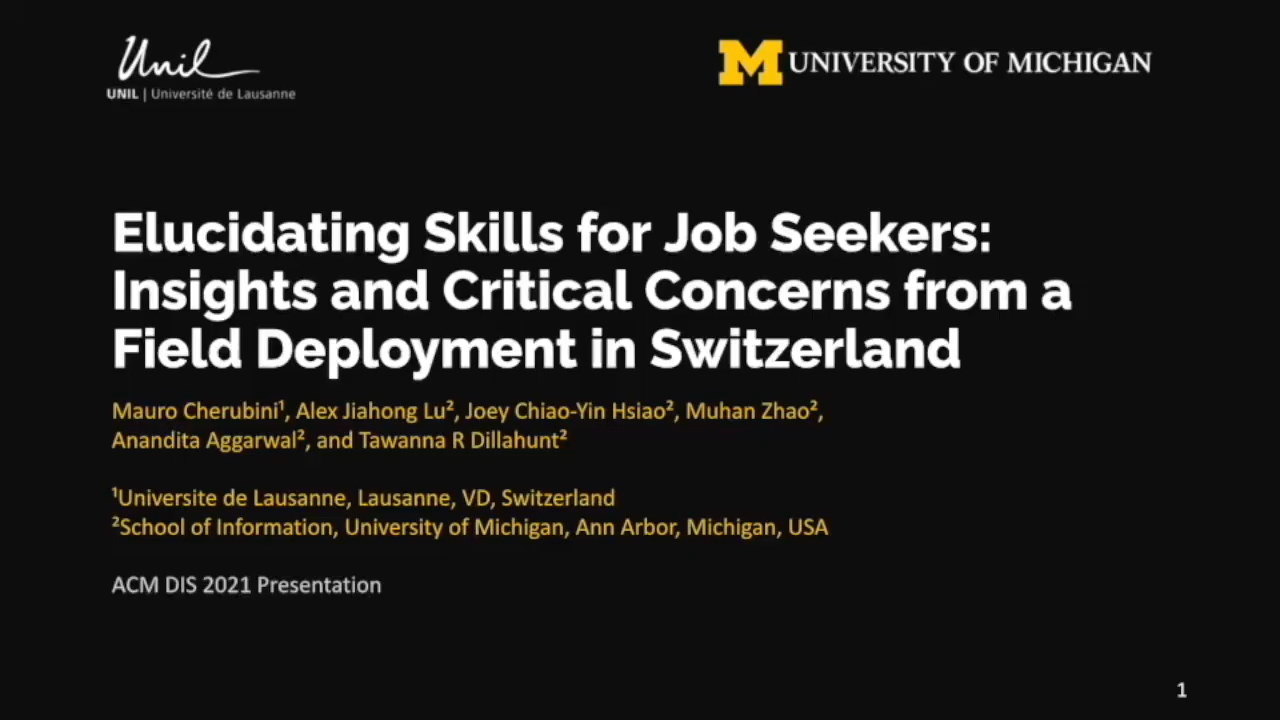 Unil
UNIL | Université de Lausanne
M UNIVERSITY OF MICHIGAN
Elucidating Skills for Job Seekers:
Insights and Critical Concerns from a
Field Deployment in Switzerland
Mauro Cherubini¹, Alex Jiahong Lu², Joey Chiao-Yin Hsiao², Muhan Zhao²,
Anandita Aggarwal², and Tawanna R Dillahunt²
¹Universite de Lausanne, Lausanne, VD, Switzerland
²School of Information, University of Michigan, Ann Arbor, Michigan, USA
ACM DIS 2021 Presentation
1